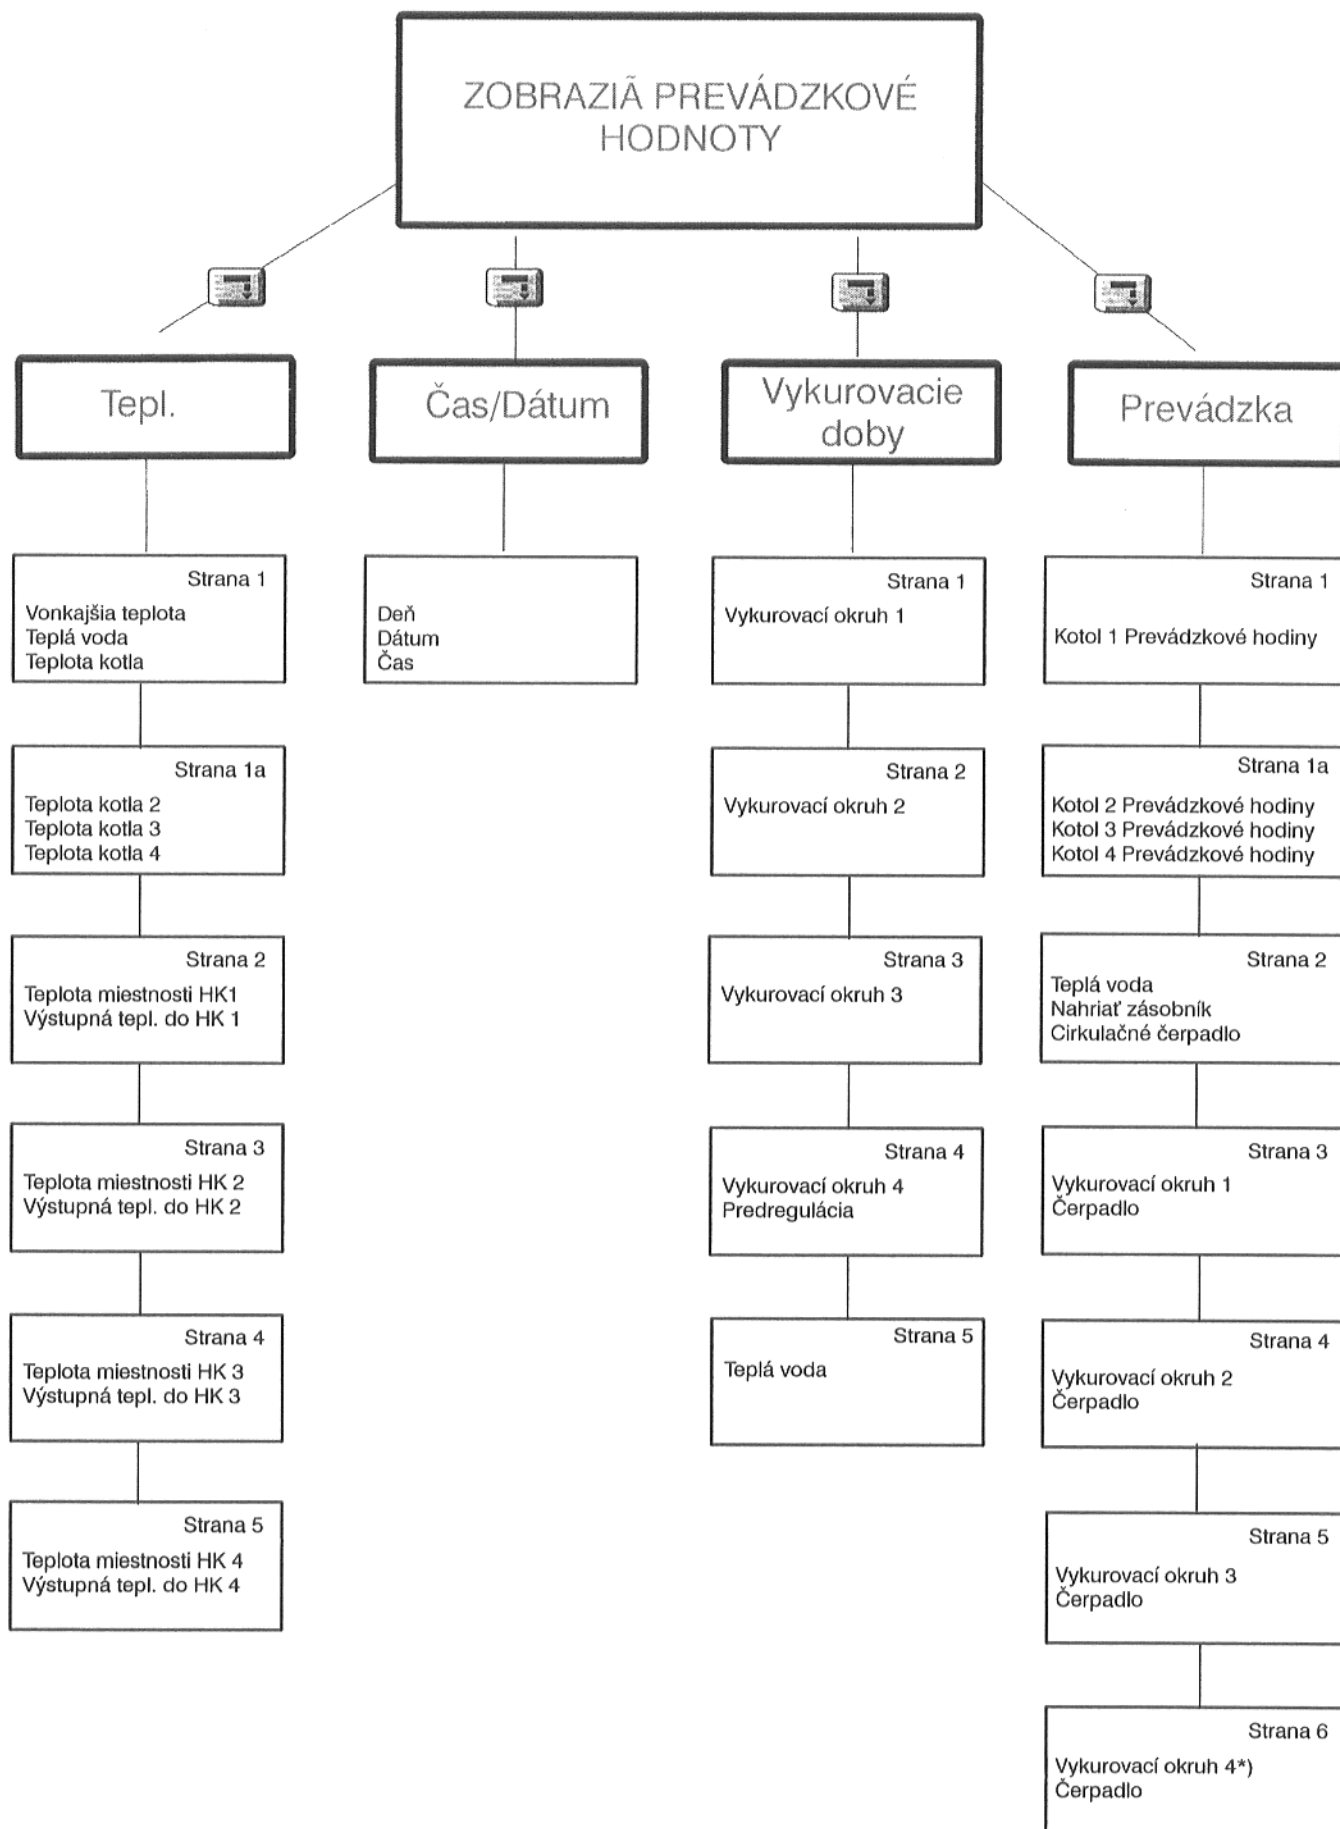 ZOBRAZIÃ PREVÁDZKOVÉ
HODNOTY
Tepl.
Strana 1
Vonkajšia teplota
Teplá voda
Teplota kotla
Strana 1a
Teplota kotla 2
Teplota kotla 3
Teplota kotla 4
Strana 2
Teplota miestnosti HK1
Výstupná tepl. do HK 1
Strana 3
Teplota miestnosti HK 2
Výstupná tepl. do HK 2
Strana 4
Teplota miestnosti HK 3
Výstupná tepl. do HK 3
Strana 5
Teplota miestnosti HK 4
Výstupná tepl. do HK 4
Čas/Dátum
Deň
Dátum
Čas
Vykurovacie
doby
Strana 1
Vykurovací okruh 1
Strana 2
Vykurovací okruh 2
Strana 3
Vykurovací okruh 3
Strana 4
Vykurovací okruh 4
Predregulácia
Strana 5
Teplá voda
Prevádzka
Strana 1
Kotol 1 Prevádzkové hodiny
Strana 1a
Kotol 2 Prevádzkové hodiny
Kotol 3 Prevádzkové hodiny
Kotol 4 Prevádzkové hodiny
Strana 2
Teplá voda
Nahriať zásobník
Cirkulačné čerpadlo
Strana 3
Vykurovací okruh 1
Čerpadlo
Strana 4
Vykurovací okruh 2
Čerpadlo
Strana 5
Vykurovací okruh 3
Čerpadlo
Strana 6
Vykurovací okruh 4*)
Čerpadlo